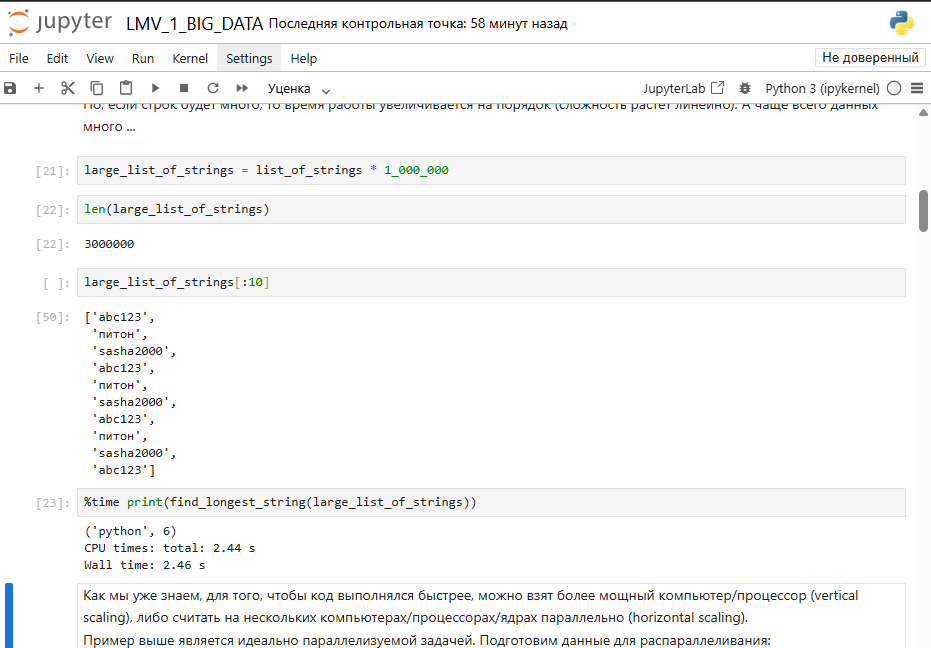 jupyter LMV_1_BIG_DATA Последняя контрольная точка: 58 минут назад
File Edit View Run Kernel Settings Help Не доверенный
Уценка JupyterLab Python 3 (ipykernel)
Но, если строк будет много, то время работы увеличивается на порядок (сложность растет линейно). А чаще всего данных
много ...
[21]: large_list_of_strings = list_of_strings * 1_000_000
[22]: len(large_list_of_strings)
[22]: 3000000
[ ]: large_list_of_strings[:10]
[50]: ['abc123',
'питон',
'sasha2000',
'abc123',
'питон',
'sasha2000',
'abc123',
'питон',
'sasha2000',
'abc123']
[23]: %time print(find_longest_string(large_list_of_strings))
('python', 6)
CPU times: total: 2.44 s
Wall time: 2.46 s
Как мы уже знаем, для того, чтобы код выполнялся быстрее, можно взят более мощный компьютер/процессор (vertical
scaling), либо считать на нескольких компьютерах/процессорах/ядрах параллельно (horizontal scaling).
Пример выше является идеально параллелизуемой задачей. Подготовим данные для распараллеливания: